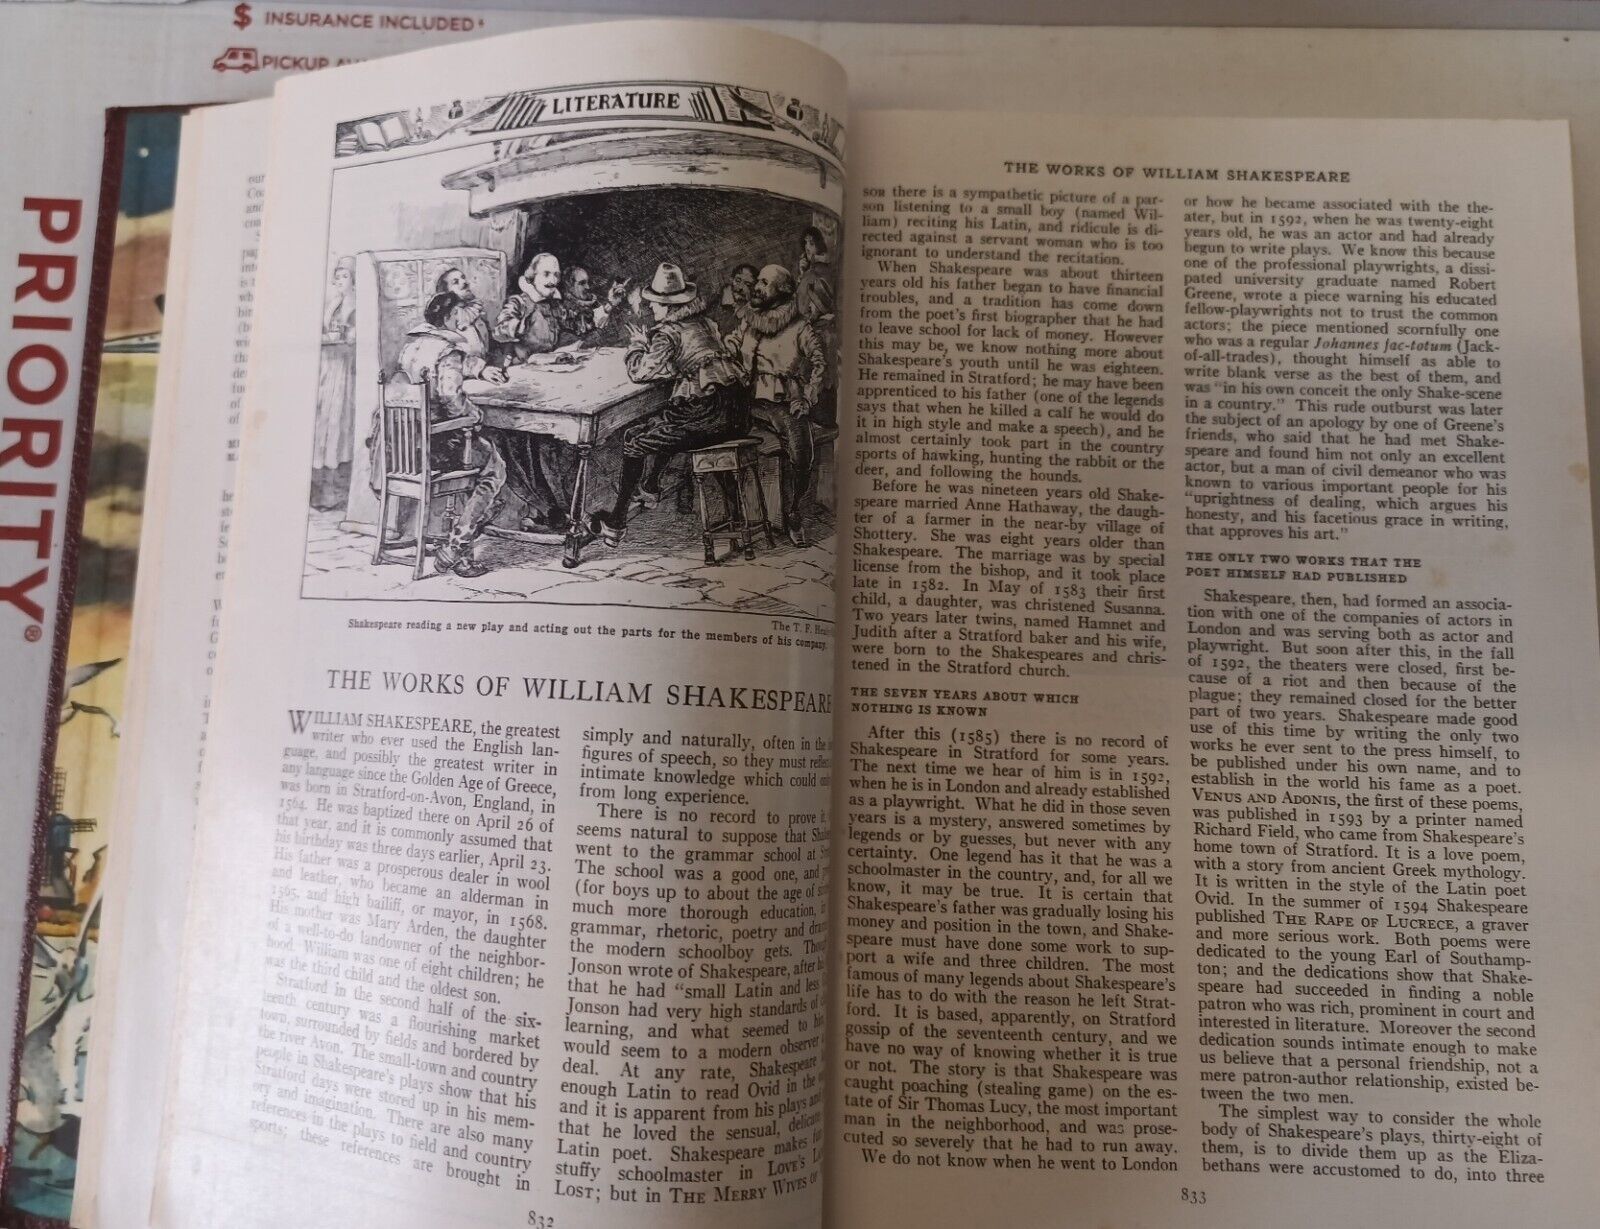 $ INSURANCE INCLUDED
PICKUP
PRIORITY®
LITERATURE
The T. F.
Shakespeare reading a new play and acting out the parts for the members of his company.
THE WORKS OF WILLIAM SHAKESPEARE
WILLIAM SHAKESPEARE, the greatest
writer who ever used the English lan-
guage, and possibly the greatest writer in
any language since the Golden Age of Greece,
was born in Stratford-on-Avon, England, in
1564. He was baptized there on April 26 of
that year, and it is commonly assumed that
his birthday was three days earlier, April 23.
His father was a prosperous dealer in wool
and leather, who became an alderman in
1565, and high bailiff, or mayor, in 1568.
His mother was Mary Arden, the daughter
of a well-to-do landowner of the neighbor-
hood. William was one of eight children; he
was the third child and the oldest son.
Stratford in the second half of the six-
teenth century was a flourishing market
town, surrounded by fields and bordered by
the river Avon. The small-town and country
people in Shakespeare's plays show that his
Stratford days were stored up in his mem-
ory and imagination. There are also many
references in the plays to field and country
sports; these references are brought in
simply and naturally, often in the
figures of speech, so they must reflect
intimate knowledge which could only
from long experience.
There is no record to prove it,
seems natural to suppose that
went to the grammar school at
The school was a good one, and
(for boys up to about the age of
much more thorough education, in
grammar, rhetoric, poetry and
the modern schoolboy gets. Though
Jonson wrote of Shakespeare, after
that he had "small Latin and less
Jonson had very high standards of
learning, and what seemed to
would seem to a modern observer
deal. At any rate, Shakespeare
enough Latin to read Ovid in the
and it is apparent from his plays and
that he loved the sensual, delicate
Latin poet. Shakespeare makes fun
stuffy schoolmaster in LOVE'S
LOST; but in THE MERRY WIVES OF
832
THE WORKS OF WILLIAM SHAKESPEARE
SOR there is a sympathetic picture of a par-
son listening to a small boy (named Wil-
liam) reciting his Latin, and ridicule is di-
rected against a servant woman who is too
ignorant to understand the recitation.
When Shakespeare was about thirteen
years old his father began to have financial
troubles, and a tradition has come down
from the poet's first biographer that he had
to leave school for lack of money. However
this may be, we know nothing more about
Shakespeare's youth until he was eighteen.
He remained in Stratford; he may have been
apprenticed to his father (one of the legends
says that when he killed a calf he would do
it in high style and make a speech), and he
almost certainly took part in the country
sports of hawking, hunting the rabbit or the
deer, and following the hounds.
Before he was nineteen years old Shake-
speare married Anne Hathaway, the daugh-
ter of a farmer in the near-by village of
Shottery. She was eight years older than
Shakespeare. The marriage was by special
license from the bishop, and it took place
late in 1582. In May of 1583 their first
child, a daughter, was christened Susanna.
Two years later twins, named Hamnet and
Judith after a Stratford baker and his wife,
were born to the Shakespeares and chris-
tened in the Stratford church.
THE SEVEN YEARS ABOUT WHICH
NOTHING IS KNOWN
After this (1585) there is no record of
Shakespeare in Stratford for some years.
The next time we hear of him is in 1592,
when he is in London and already established
as a playwright. What he did in those seven
years is a mystery, answered sometimes by
legends or by guesses, but never with any
certainty. One legend has it that he was a
schoolmaster in the country, and, for all we
know, it may be true. It is certain that
Shakespeare's father was gradually losing his
money and position in the town, and Shake-
speare must have done some work to sup-
port a wife and three children. The most
famous of many legends about Shakespeare's
life has to do with the reason he left Strat-
ford. It is based, apparently, on Stratford
gossip of the seventeenth century, and we
have no way of knowing whether it is true
or not. The story is that Shakespeare was
caught poaching (stealing game) on the es-
tate of Sir Thomas Lucy, the most important
man in the neighborhood, and was prose-
cuted so severely that he had to run away.
We do not know when he went to London
or how he became associated with the the-
ater, but in 1592, when he was twenty-eight
years old, he was an actor and had already
begun to write plays. We know this because
one of the professional playwrights, a dissi-
pated university graduate named Robert
Greene, wrote a piece warning his educated
fellow-playwrights not to trust the common
actors; the piece mentioned scornfully one
who was a regular Johannes fac-totum (Jack-
of-all-trades), thought himself as able to
write blank verse as the best of them, and
was "in his own conceit the only Shake-scene
in a country." This rude outburst was later
the subject of an apology by one of Greene's
friends, who said that he had met Shake-
speare and found him not only an excellent
actor, but a man of civil demeanor who was
known to various important people for his
"uprightness of dealing, which argues his
honesty, and his facetious grace in writing,
that approves his art."
THE ONLY TWO WORKS THAT THE
POET HIMSELF HAD PUBLISHED
Shakespeare, then, had formed an associa-
tion with one of the companies of actors in
London and was serving both as actor and
playwright. But soon after this, in the fall
of 1592, the theaters were closed, first be-
cause of a riot and then because of the
plague; they remained closed for the better
part of two years. Shakespeare made good
use of this time by writing the only two
works he ever sent to the press himself, to
be published under his own name, and to
establish in the world his fame as a poet.
VENUS AND ADONIS, the first of these poems,
was published in 1593 by a printer named
Richard Field, who came from Shakespeare's
home town of Stratford. It is a love poem,
with a story from ancient Greek mythology.
It is written in the style of the Latin poet
Ovid. In the summer of 1594 Shakespeare
published THE RAPE OF LUCRECE, a graver
and more serious work. Both poems were
dedicated to the young Earl of Southamp-
ton; and the dedications show that Shake-
speare had succeeded in finding a noble
patron who was rich, prominent in court and
interested in literature. Moreover the second
dedication sounds intimate enough to make
us believe that a personal friendship, not a
mere patron-author relationship, existed be-
tween the two men.
The simplest way to consider the whole
body of Shakespeare's plays, thirty-eight of
them, is to divide them up as the Eliza-
bethans were accustomed to do, into three
833